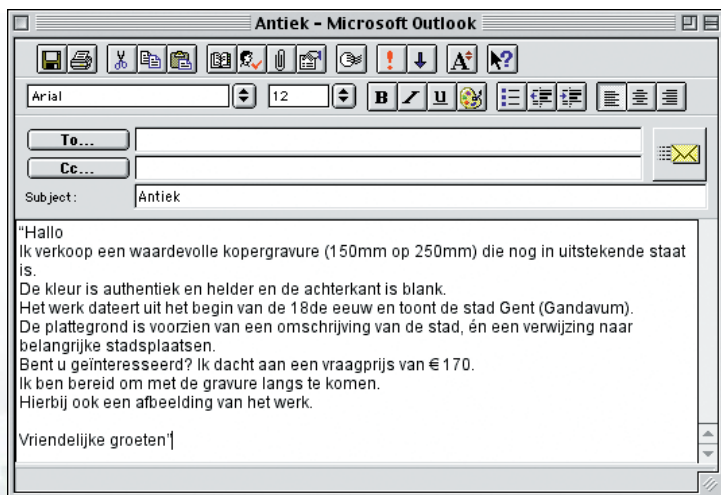 Antiek – Microsoft Outlook
Arial
12
B I U
To...
Cc...
Subject:
Antiek
“Hallo
Ik verkoop een waardevolle kopergravure (150mm op 250mm) die nog in uitstekende staat
is.
De kleur is authentiek en helder en de achterkant is blank.
Het werk dateert uit het begin van de 18de eeuw en toont de stad Gent (Gandavum).
De plattegrond is voorzien van een omschrijving van de stad, én een verwijzing naar
belangrijke stadsplaatsen.
Bent u geïnteresseerd? Ik dacht aan een vraagprijs van € 170.
Ik ben bereid om met de gravure langs te komen.
Hierbij ook een afbeelding van het werk.
Vriendelijke groeten”